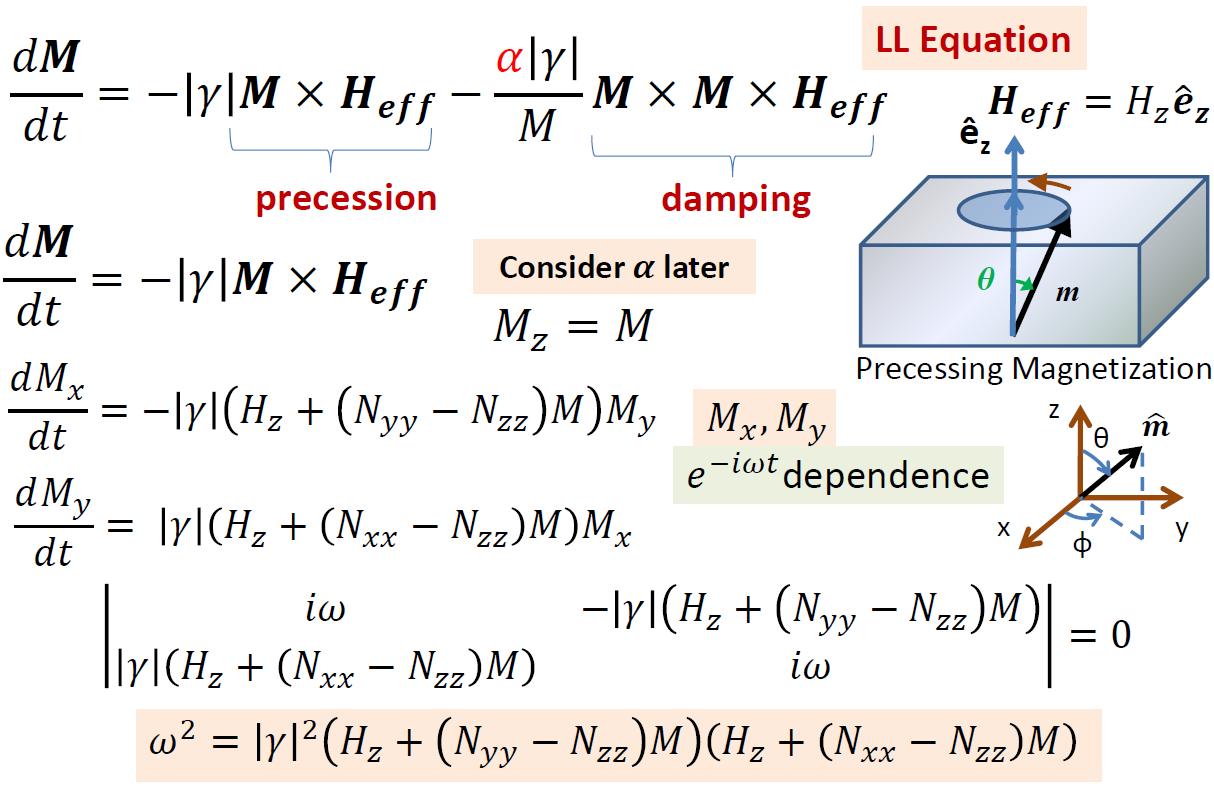 LL Equation
d𝑴/dt = −|γ|𝑴 × 𝑯_eff − (α|γ|/M) 𝑴 × 𝑴 × 𝑯_eff
precession
damping
𝑯_eff = H_z ê_z
ê_z
θ
m
Precessing Magnetization
d𝑴/dt = −|γ|𝑴 × 𝑯_eff
Consider α later
M_z = M
dM_x/dt = −|γ|(H_z + (N_yy − N_zz)M)M_y
M_x, M_y
e^{−iωt} dependence
dM_y/dt = |γ|(H_z + (N_xx − N_zz)M)M_x
z
θ
m̂
x
ϕ
y
| iω −|γ|(H_z + (N_yy − N_zz)M) |
| |γ|(H_z + (N_xx − N_zz)M) iω | = 0
ω² = |γ|²(H_z + (N_yy − N_zz)M)(H_z + (N_xx − N_zz)M)